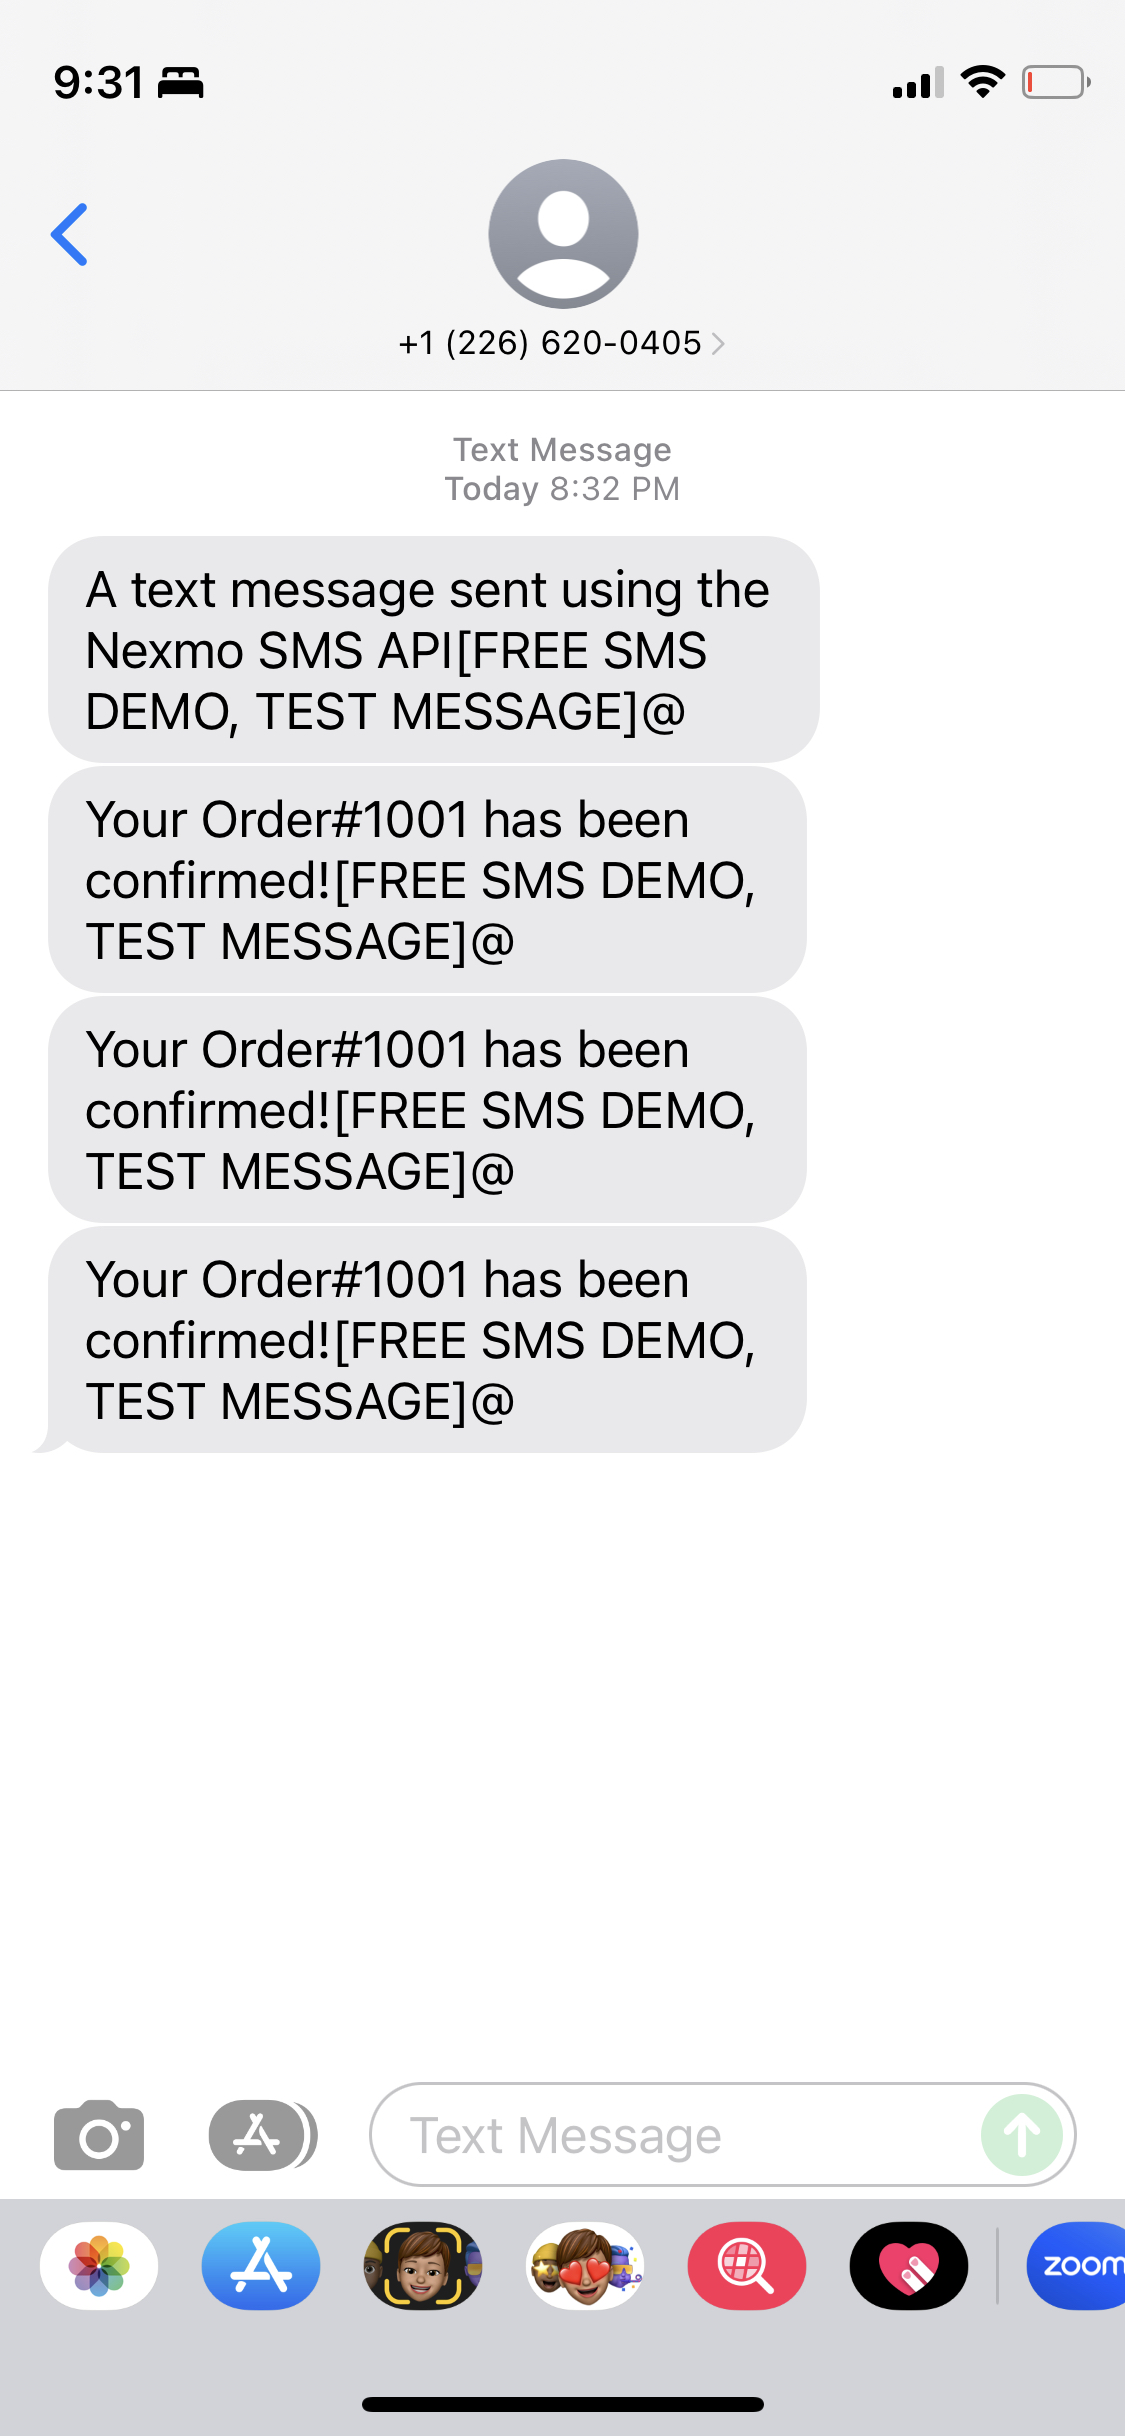 9:31
+1 (226) 620-0405
Text Message
Today 8:32 PM
A text message sent using the
Nexmo SMS API[FREE SMS
DEMO, TEST MESSAGE]@
Your Order#1001 has been
confirmed![FREE SMS DEMO,
TEST MESSAGE]@
Your Order#1001 has been
confirmed![FREE SMS DEMO,
TEST MESSAGE]@
Your Order#1001 has been
confirmed![FREE SMS DEMO,
TEST MESSAGE]@
Text Message
zoom